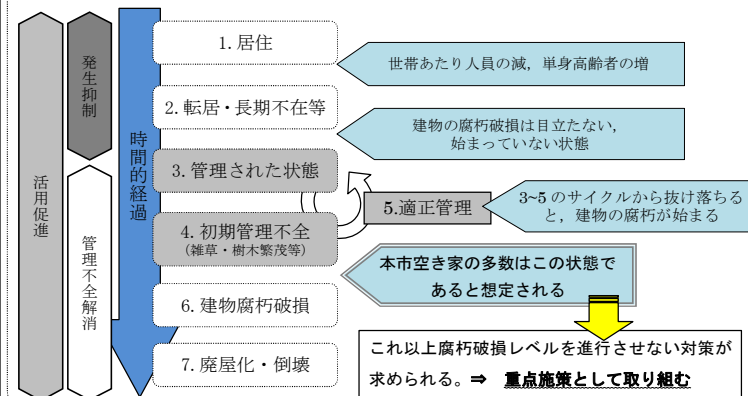 活用促進
発生抑制
管理不全解消
時間的経過
1. 居住
世帯あたり人員の減，単身高齢者の増
2. 転居・長期不在等
建物の腐朽破損は目立たない，
始まっていない状態
3. 管理された状態
5.適正管理
3~5 のサイクルから抜け落ちる
と，建物の腐朽が始まる
4. 初期管理不全
(雑草・樹木繁茂等)
本市空き家の多数はこの状態で
あると想定される
6. 建物腐朽破損
7. 廃屋化・倒壊
これ以上腐朽破損レベルを進行させない対策が
求められる。⇒ 重点施策として取り組む